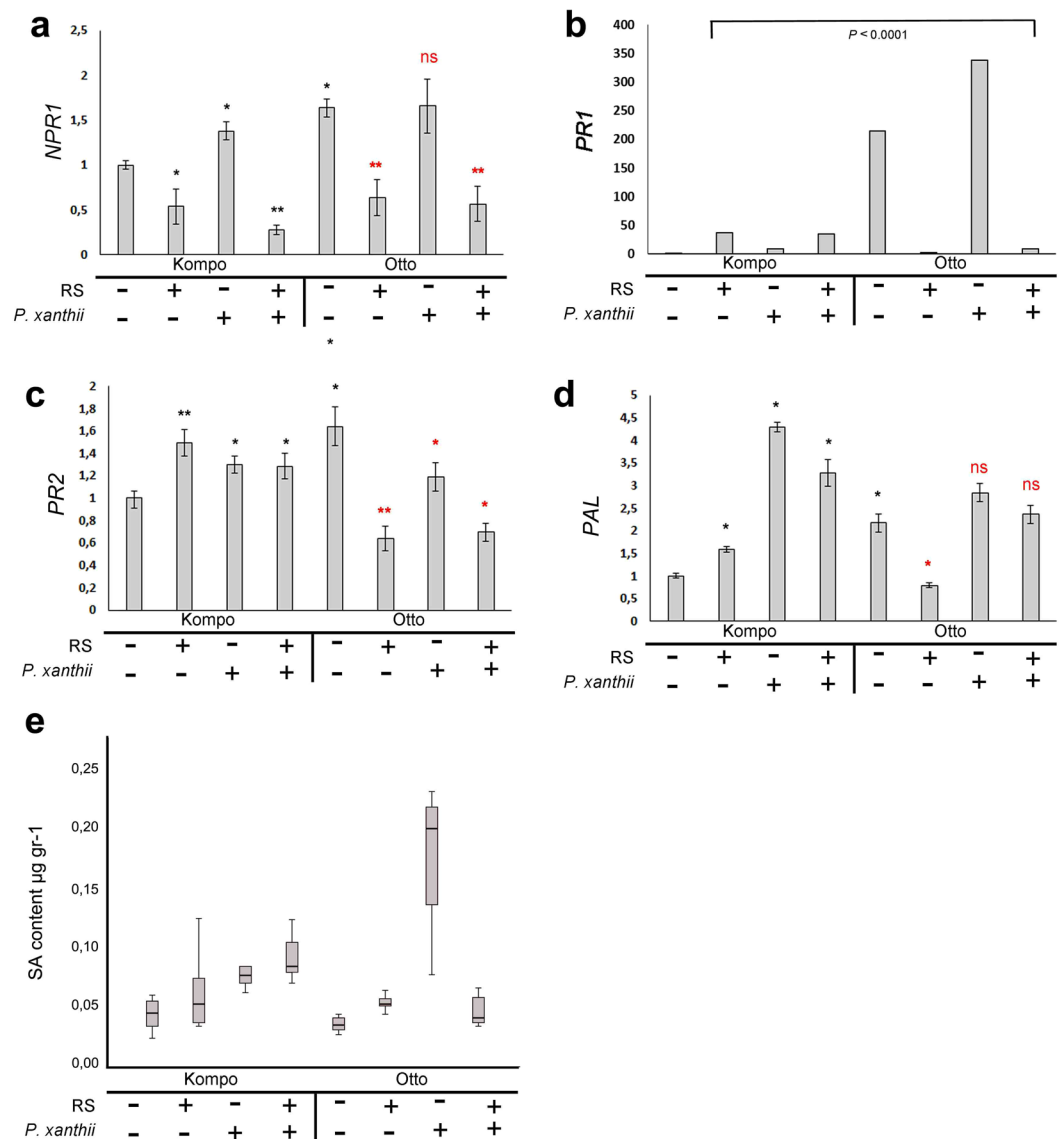 a
2,5
2
1,5
1
0,5
0
NPR1
* * * ** * ** ns **
Kompo Otto
RS - + - + - + - +
P. xanthii - - + + - - + +
b
400
350
300
250
200
150
100
50
0
PR1
P < 0.0001
Kompo Otto
RS - + - + - + - +
P. xanthii - - + + - - + +
*
c
2
1,8
1,6
1,4
1,2
1
0,8
0,6
0,4
0,2
0
PR2
** * * * ** * *
Kompo Otto
RS - + - + - + - +
P. xanthii - - + + - - + +
d
5
4,5
4
3,5
3
2,5
2
1,5
1
0,5
0
PAL
* * * * * ns ns
Kompo Otto
RS - + - + - + - +
P. xanthii - - + + - - + +
e
0,25
0,20
0,15
0,10
0,05
0,00
SA content µg gr-1
Kompo Otto
RS - + - + - + - +
P. xanthii - - + + - - + +